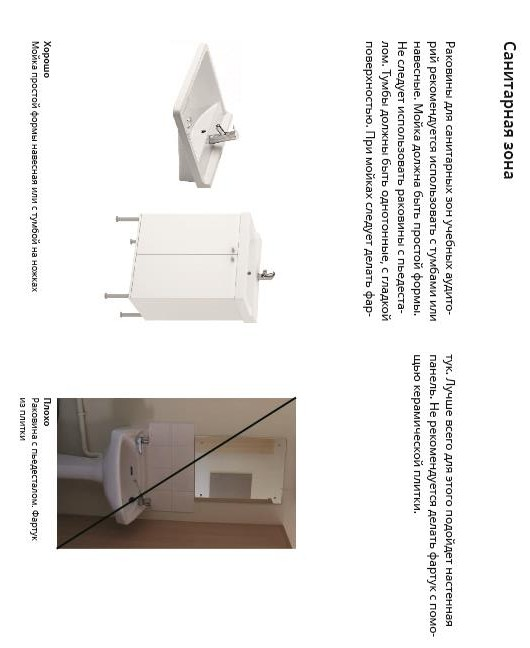 Санитарная зона
Раковины для санитарных зон учебных аудито-
рий рекомендуется использовать с тумбами или
навесные. Мойка должна быть простой формы.
Не следует использовать раковины с пьедеста-
лом. Тумбы должны быть однотонные, с гладкой
поверхностью. При мойках следует делать фар-
тук. Лучше всего для этого подойдет настенная
панель. Не рекомендуется делать фартук с помо-
щью керамической плитки.
Хорошо
Мойка простой формы навесная или с тумбой на ножках
Плохо
Раковина с пьедесталом. Фартук
из плитки